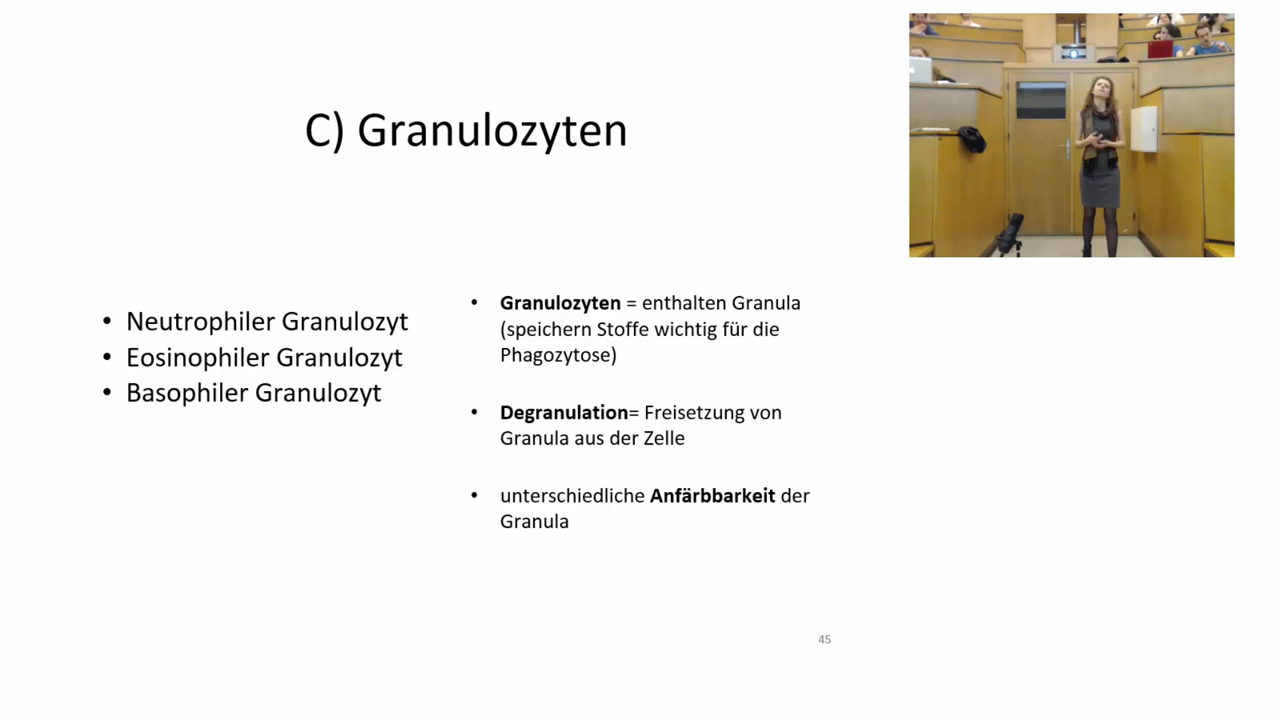 C) Granulozyten
• Neutrophiler Granulozyt
• Eosinophiler Granulozyt
• Basophiler Granulozyt
• Granulozyten = enthalten Granula
(speichern Stoffe wichtig für die
Phagozytose)
• Degranulation= Freisetzung von
Granula aus der Zelle
• unterschiedliche Anfärbbarkeit der
Granula
45